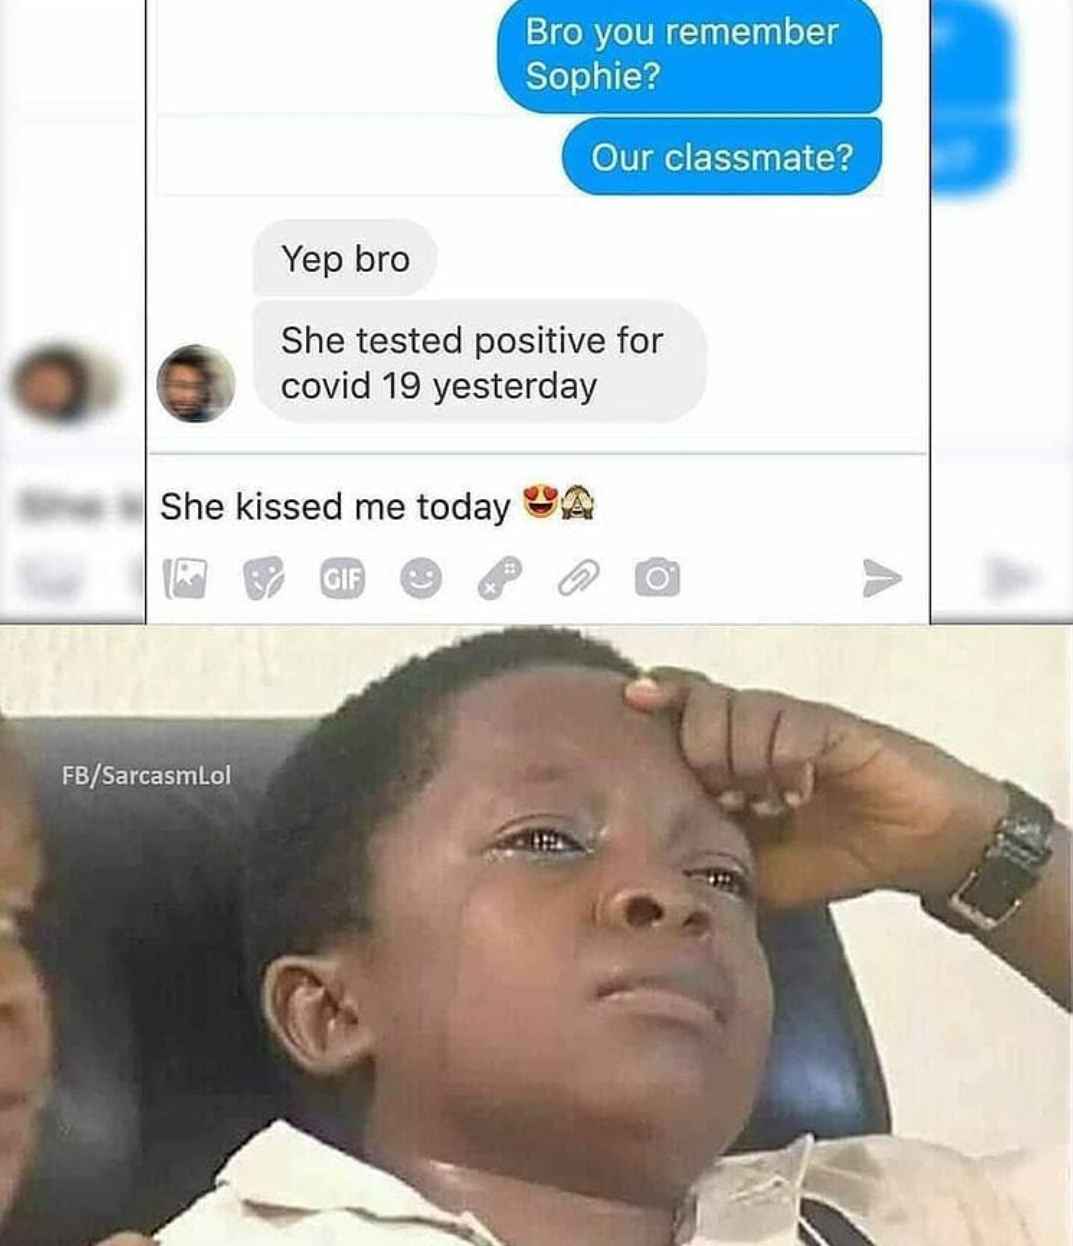 Bro you remember
Sophie?
Our classmate?
Yep bro
She tested positive for
covid 19 yesterday
She kissed me today 😍🙈
GIF
FB/SarcasmLol